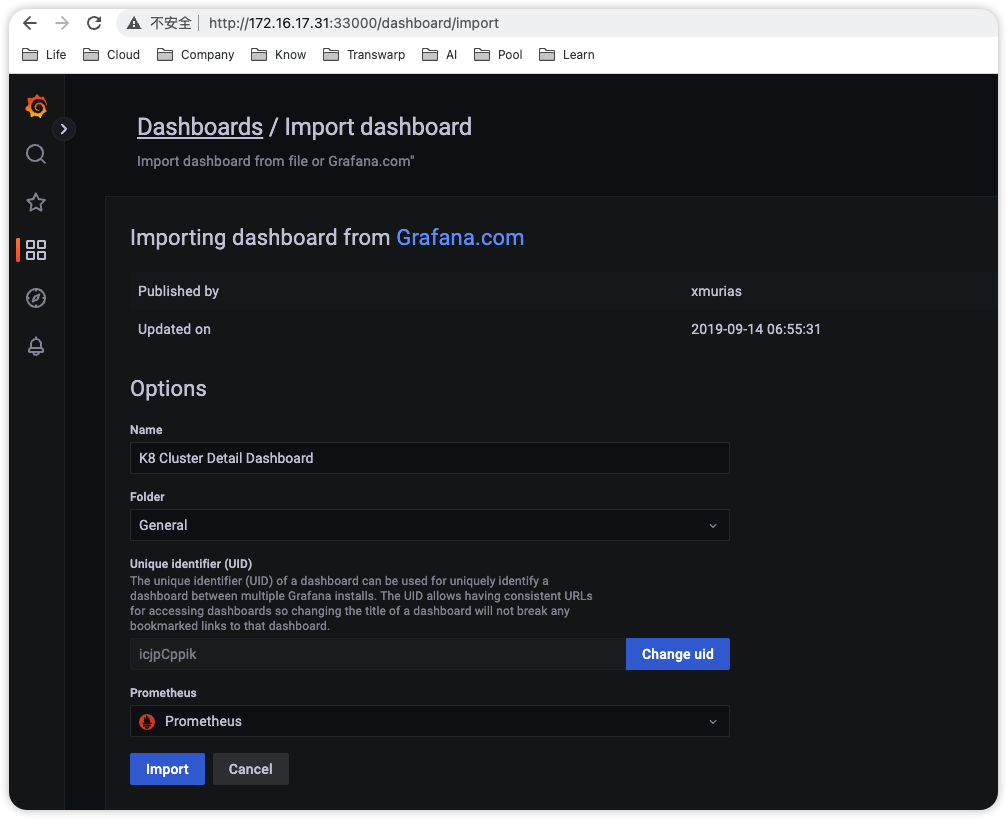 不安全 http://172.16.17.31:33000/dashboard/import
Life Cloud Company Know Transwarp AI Pool Learn
Dashboards / Import dashboard
Import dashboard from file or Grafana.com"
Importing dashboard from Grafana.com
Published by xmurias
Updated on 2019-09-14 06:55:31
Options
Name
K8 Cluster Detail Dashboard
Folder
General
Unique identifier (UID)
The unique identifier (UID) of a dashboard can be used for uniquely identify a
dashboard between multiple Grafana installs. The UID allows having consistent URLs
for accessing dashboards so changing the title of a dashboard will not break any
bookmarked links to that dashboard.
icjpCppik Change uid
Prometheus
Prometheus
Import Cancel